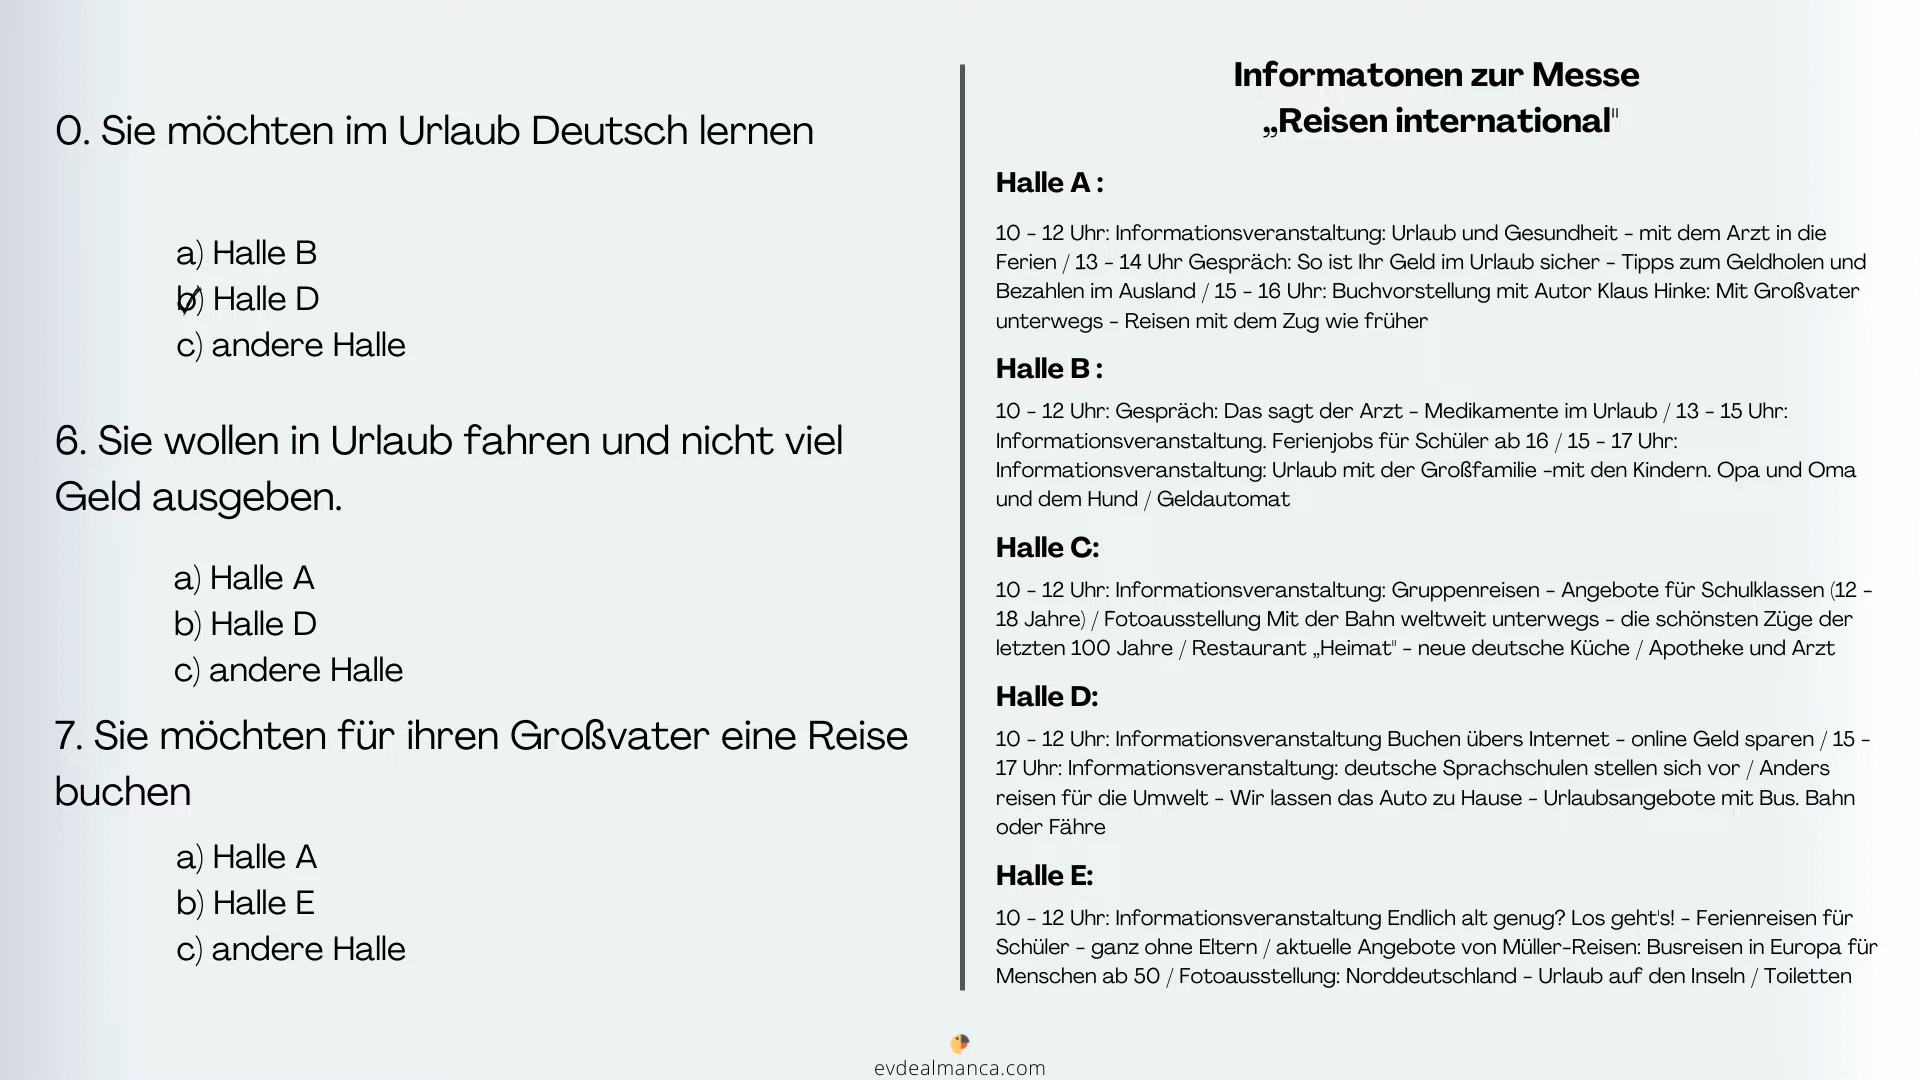 0. Sie möchten im Urlaub Deutsch lernen
a) Halle B
b) Halle D
c) andere Halle
6. Sie wollen in Urlaub fahren und nicht viel
Geld ausgeben.
a) Halle A
b) Halle D
c) andere Halle
7. Sie möchten für ihren Großvater eine Reise
buchen
a) Halle A
b) Halle E
c) andere Halle
Informatonen zur Messe
„Reisen international"
Halle A :
10 - 12 Uhr: Informationsveranstaltung: Urlaub und Gesundheit - mit dem Arzt in die
Ferien / 13 - 14 Uhr Gespräch: So ist Ihr Geld im Urlaub sicher - Tipps zum Geldholen und
Bezahlen im Ausland / 15 - 16 Uhr: Buchvorstellung mit Autor Klaus Hinke: Mit Großvater
unterwegs - Reisen mit dem Zug wie früher
Halle B :
10 - 12 Uhr: Gespräch: Das sagt der Arzt - Medikamente im Urlaub / 13 - 15 Uhr:
Informationsveranstaltung. Ferienjobs für Schüler ab 16 / 15 - 17 Uhr:
Informationsveranstaltung: Urlaub mit der Großfamilie -mit den Kindern. Opa und Oma
und dem Hund / Geldautomat
Halle C:
10 - 12 Uhr: Informationsveranstaltung: Gruppenreisen - Angebote für Schulklassen (12 -
18 Jahre) / Fotoausstellung Mit der Bahn weltweit unterwegs - die schönsten Züge der
letzten 100 Jahre / Restaurant „Heimat" - neue deutsche Küche / Apotheke und Arzt
Halle D:
10 - 12 Uhr: Informationsveranstaltung Buchen übers Internet - online Geld sparen / 15 -
17 Uhr: Informationsveranstaltung: deutsche Sprachschulen stellen sich vor / Anders
reisen für die Umwelt - Wir lassen das Auto zu Hause - Urlaubsangebote mit Bus. Bahn
oder Fähre
Halle E:
10 - 12 Uhr: Informationsveranstaltung Endlich alt genug? Los geht's! - Ferienreisen für
Schüler - ganz ohne Eltern / aktuelle Angebote von Müller-Reisen: Busreisen in Europa für
Menschen ab 50 / Fotoausstellung: Norddeutschland - Urlaub auf den Inseln / Toiletten
evdealmanca.com